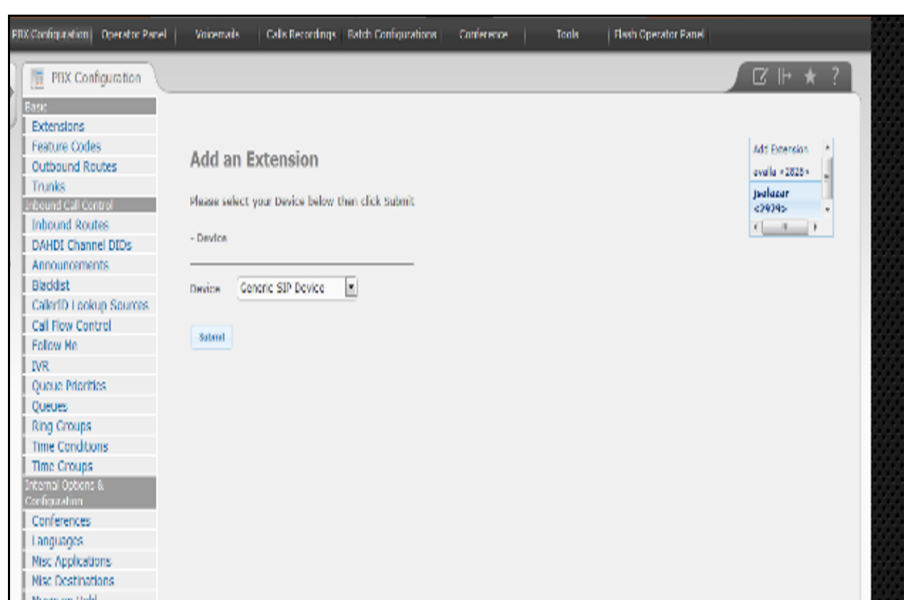 PBX Configuration Operator Panel Voicemails Calls Recordings Batch Configurations Conference Tools Flash Operator Panel
PBX Configuration ?
Basic
Extensions
Feature Codes
Outbound Routes
Trunks
Inbound Call Control
Inbound Routes
DAHDI Channel DIDs
Announcements
Blacklist
CallerID Lookup Sources
Call Flow Control
Follow Me
IVR
Queue Priorities
Queues
Ring Groups
Time Conditions
Time Groups
Internal Options &
Configuration
Conferences
Languages
Misc Applications
Misc Destinations
Add an Extension
Please select your Device below then click Submit
- Device
Device Generic SIP Device
Submit
Add Extension
jsalazar